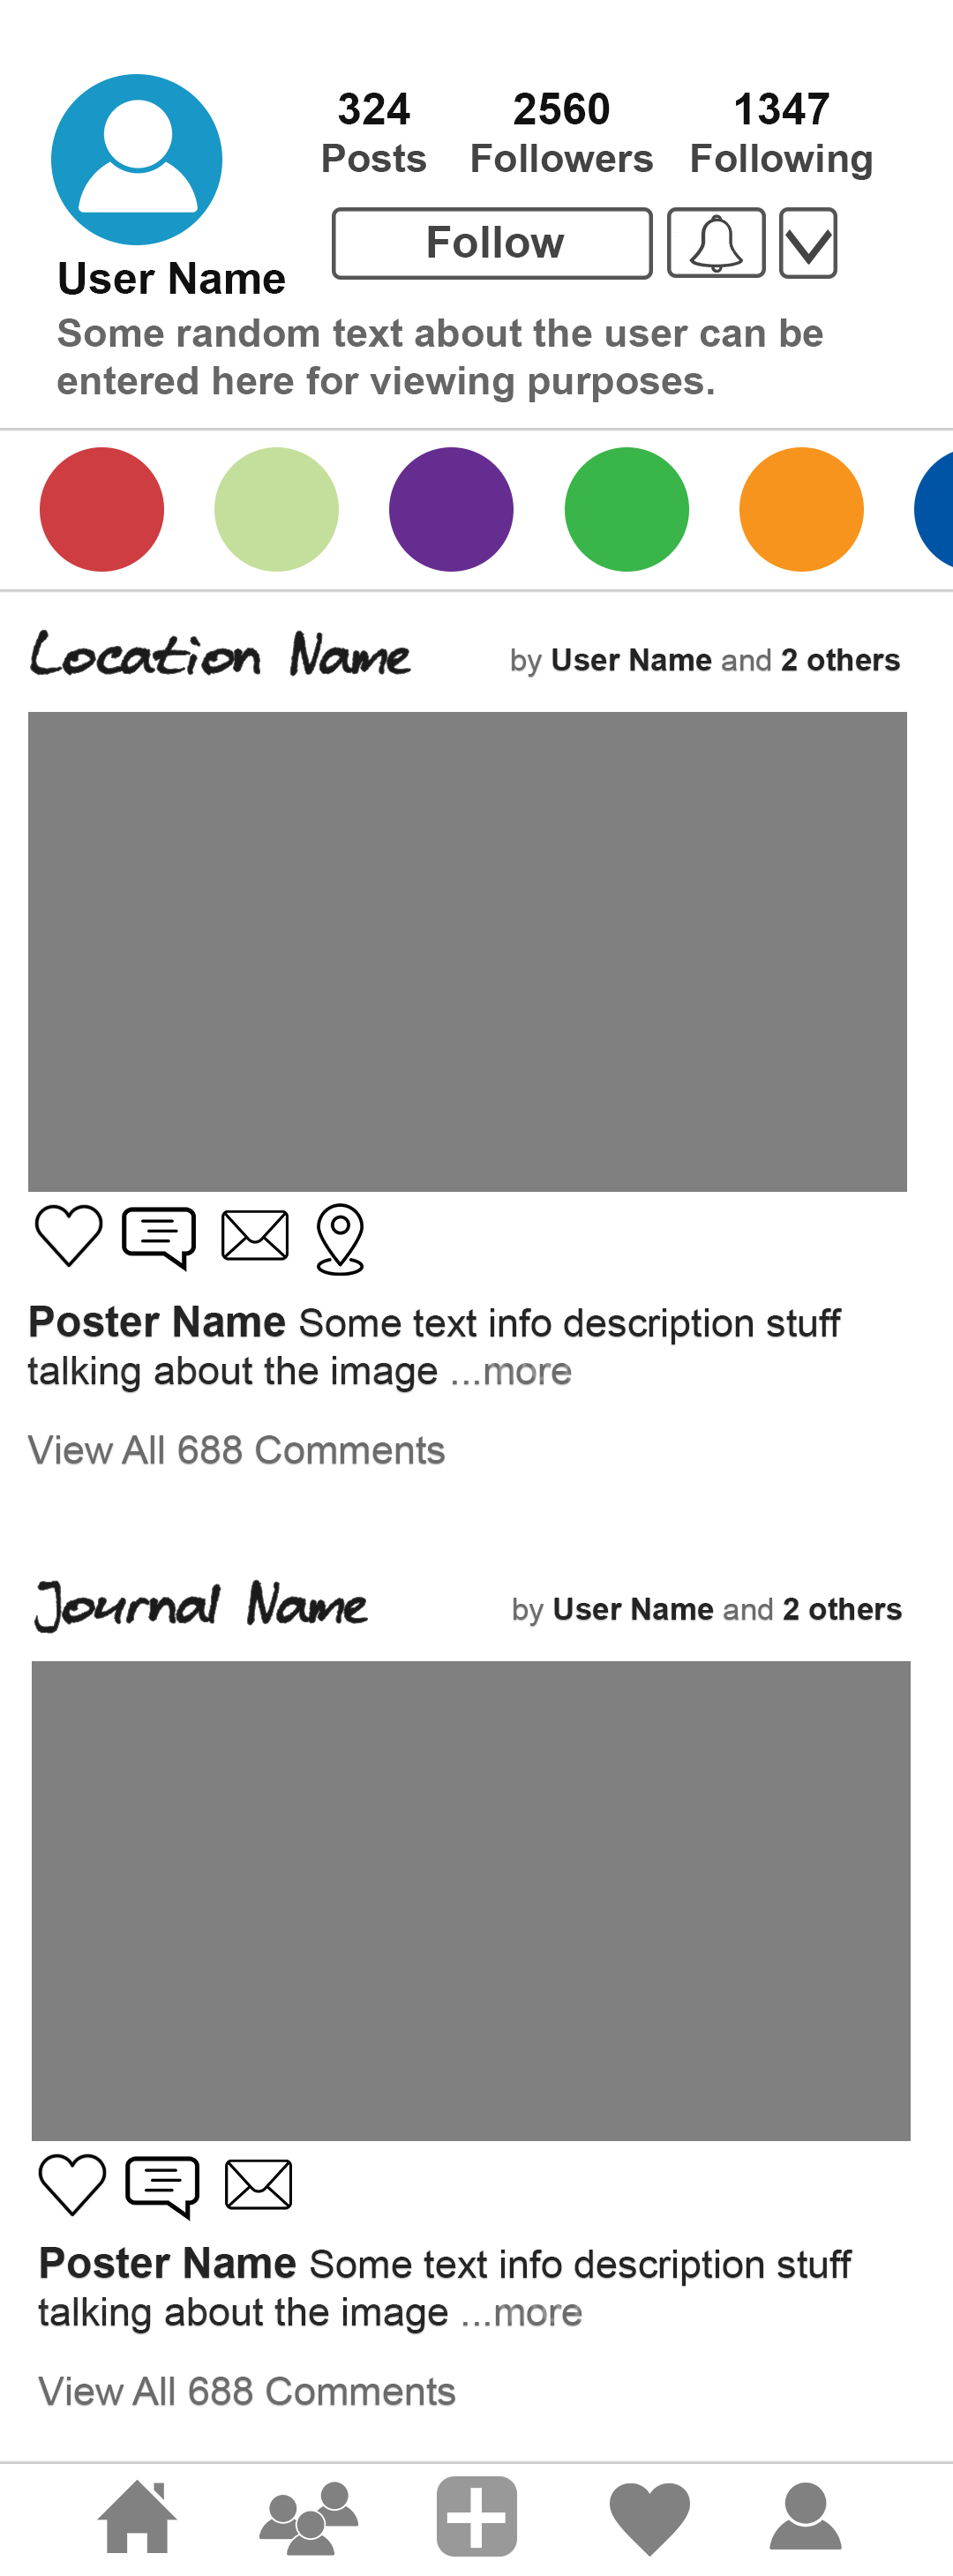 324 2560 1347
Posts Followers Following
Follow
User Name
Some random text about the user can be
entered here for viewing purposes.
Location Name by User Name and 2 others
Poster Name Some text info description stuff
talking about the image ...more
View All 688 Comments
Journal Name by User Name and 2 others
Poster Name Some text info description stuff
talking about the image ...more
View All 688 Comments